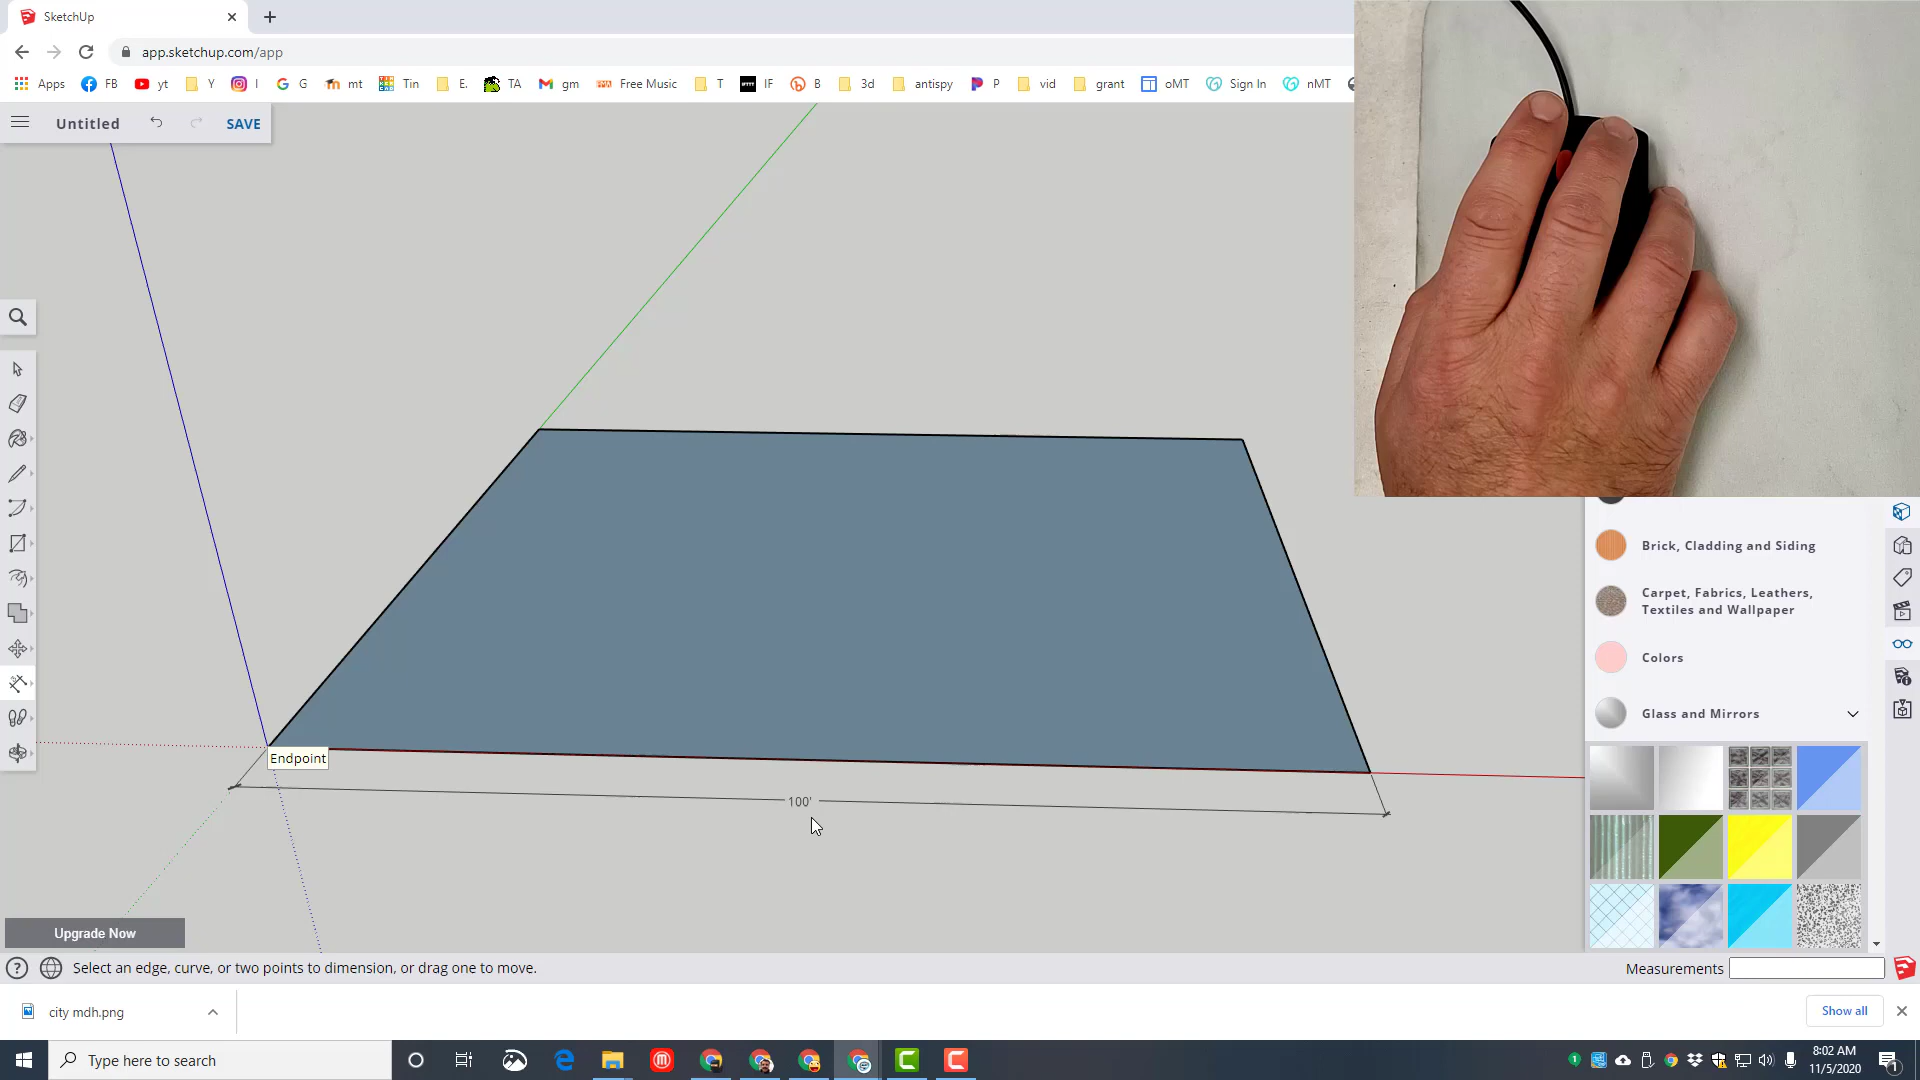 SketchUp
app.sketchup.com/app
Apps FB yt Y I G mt Tin E. TA gm Free Music T IF B 3d antispy P vid grant oMT Sign In nMT
Untitled SAVE
Brick, Cladding and Siding
Carpet, Fabrics, Leathers,
Textiles and Wallpaper
Colors
Glass and Mirrors
Endpoint
100'
Upgrade Now
Select an edge, curve, or two points to dimension, or drag one to move.
Measurements
city mdh.png
Show all
Type here to search
8:02 AM
11/5/2020